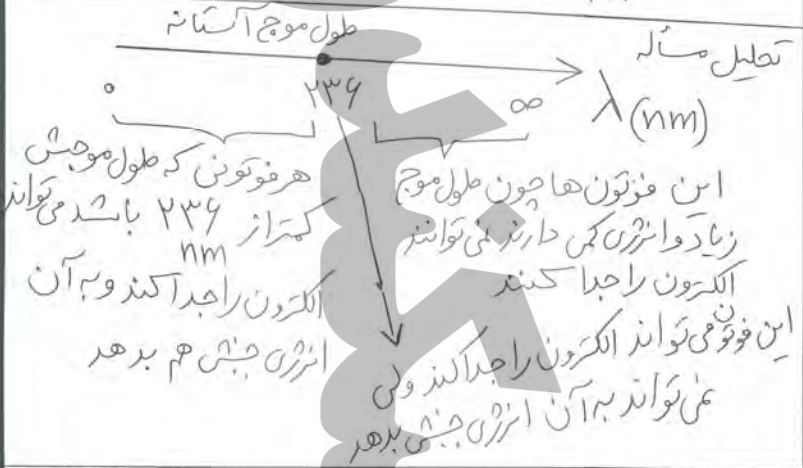 طول موج آستانه
تحلیل مسأله
۰
۲۳۶
∞
λ(nm)
هر فوتونی که طول موجش
کمتر از ۲۳۶ باشد می‌تواند
nm
الکترون را جدا کند و به آن
انرژی جنبشی هم بدهد
این فوتون‌ها چون طول موج
زیاد و انرژی کمی دارند نمی‌توانند
الکترون را جدا کنند
این فوتون می‌تواند الکترون را جدا کند ولی
نمی‌تواند به آن انرژی جنبشی بدهد